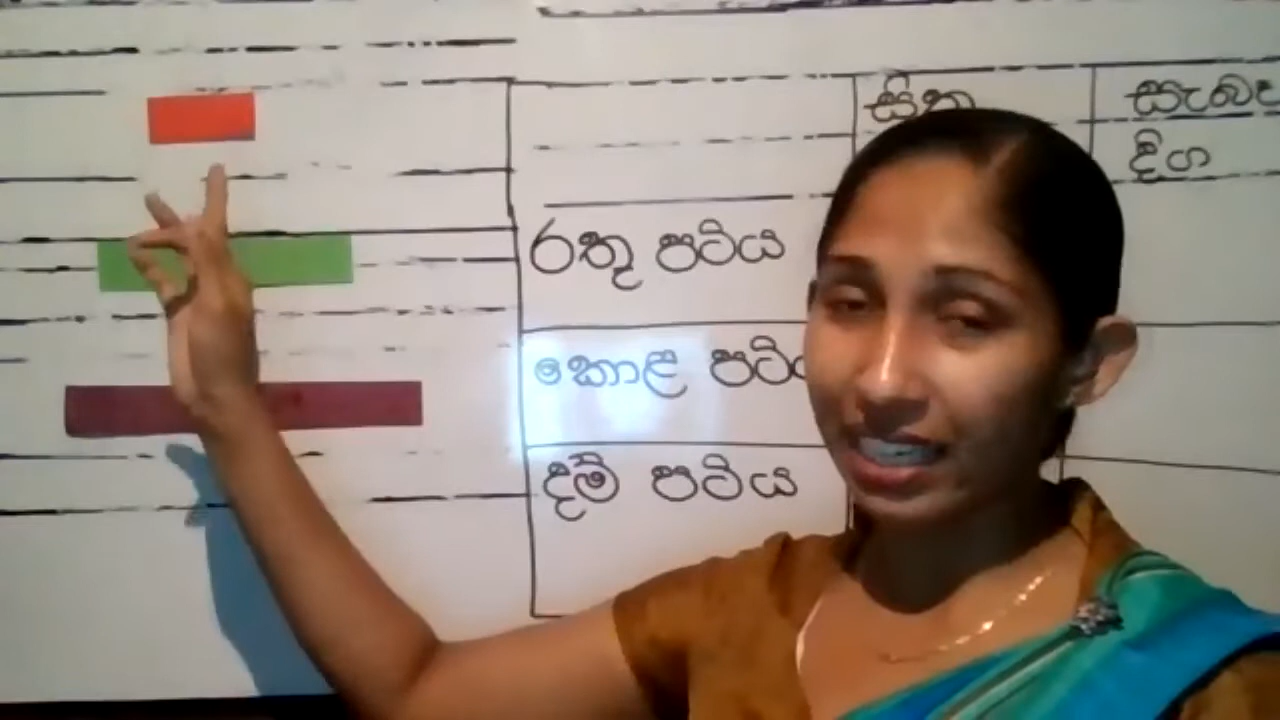 සැබෑ
දිග
රතු පටිය
කොළ පටිය
දම් පටිය